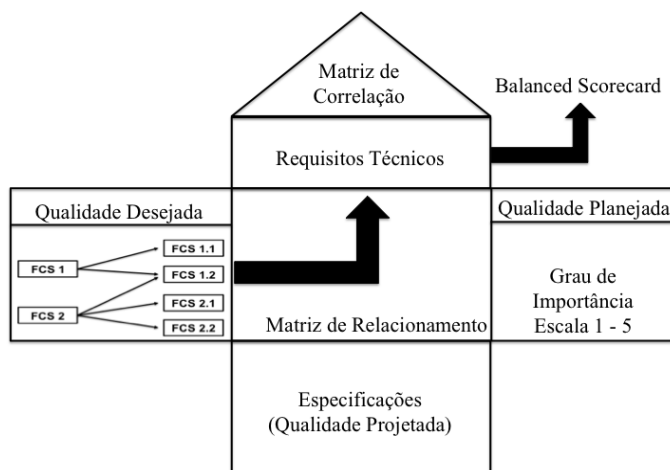 Matriz de
Correlação
Balanced Scorecard
Requisitos Técnicos
Qualidade Desejada
Qualidade Planejada
FCS 1
FCS 2
FCS 1.1
FCS 1.2
FCS 2.1
FCS 2.2
Matriz de Relacionamento
Grau de
Importância
Escala 1 - 5
Especificações
(Qualidade Projetada)